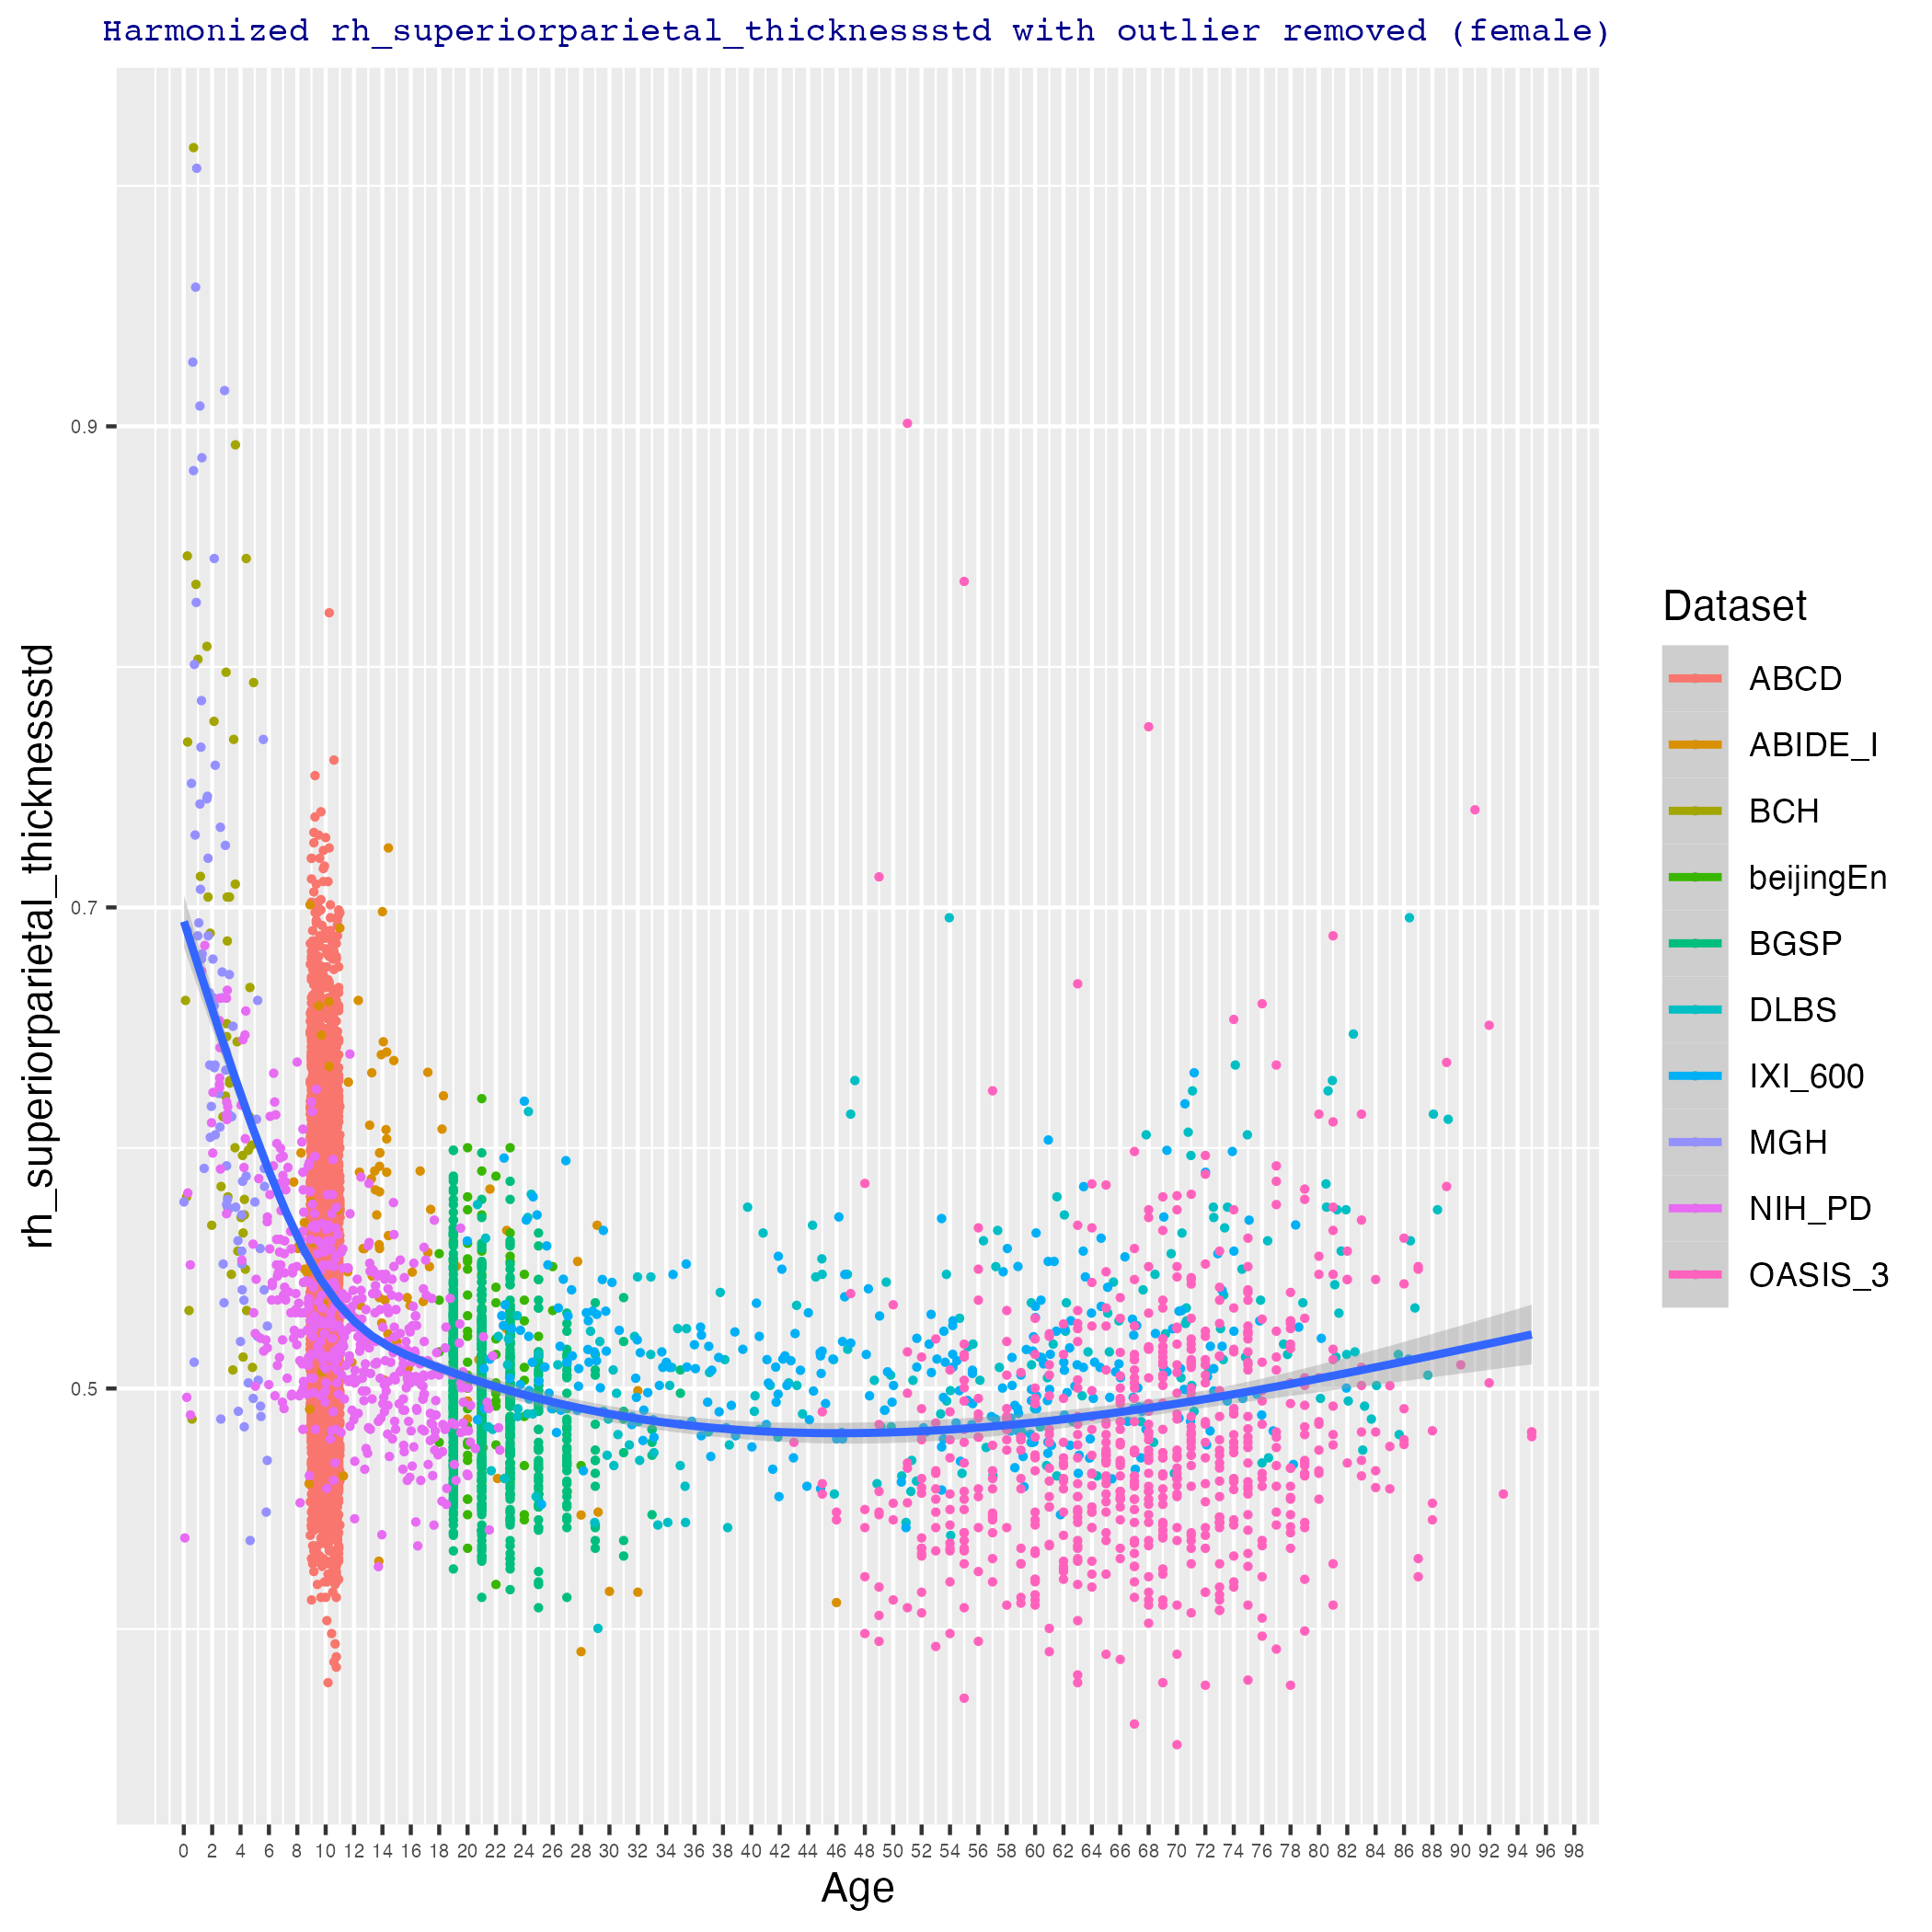 Harmonized rh_superiorparietal_thicknessstd with outlier removed (female)
rh_superiorparietal_thicknessstd
0.9
0.7
0.5
0 2 4 6 8 10 12 14 16 18 20 22 24 26 28 30 32 34 36 38 40 42 44 46 48 50 52 54 56 58 60 62 64 66 68 70 72 74 76 78 80 82 84 86 88 90 92 94 96 98
Age
Dataset
ABCD
ABIDE_I
BCH
beijingEn
BGSP
DLBS
IXI_600
MGH
NIH_PD
OASIS_3